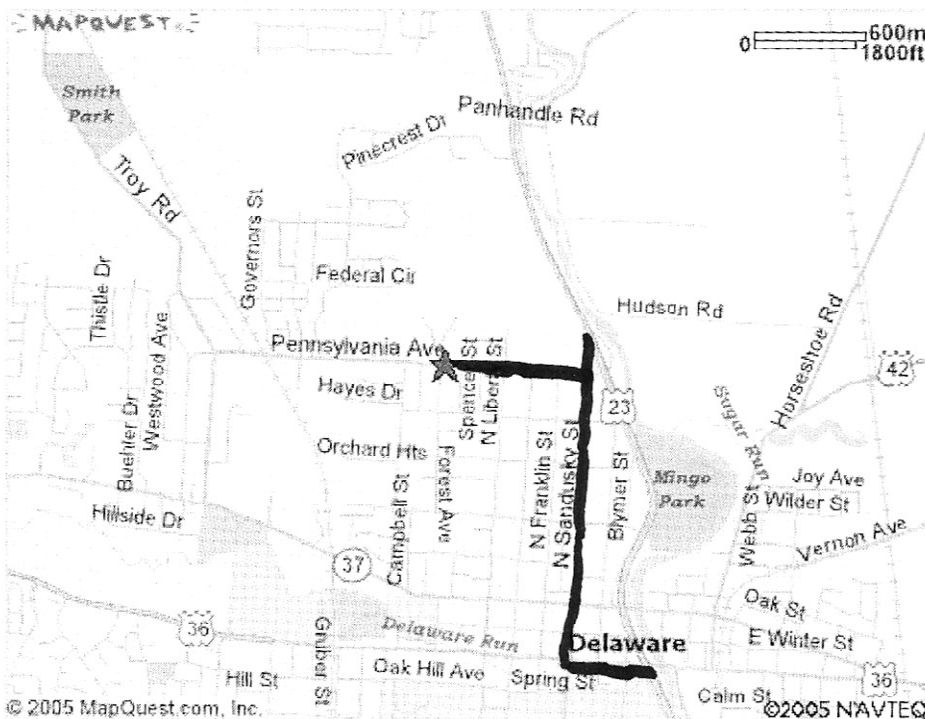 MAPQUEST
0 600m
1800ft
Smith
Park
Panhandle Rd
Pinecrest Dr
Troy Rd
Governors St
Federal Cir
Thistle Dr
Hudson Rd
Westwood Ave
Pennsylvania Ave
Spencer St
N Libert St
Horseshoe Rd
42
Hayes Dr
23
Buehler Dr
Orchard Hts
Forest Ave
N Franklin St
N Sandusky St
Blymer St
Mingo
Park
Sugar Run
Joy Ave
Wilder St
Hillside Dr
Campbell St
Webb St
Vernon Ave
37
Oak St
36
Delaware Run
Delaware
E Winter St
Gruber St
Oak Hill Ave
Hill St
Spring St
36
Calm St
© 2005 MapQuest.com, Inc.
©2005 NAVTEQ